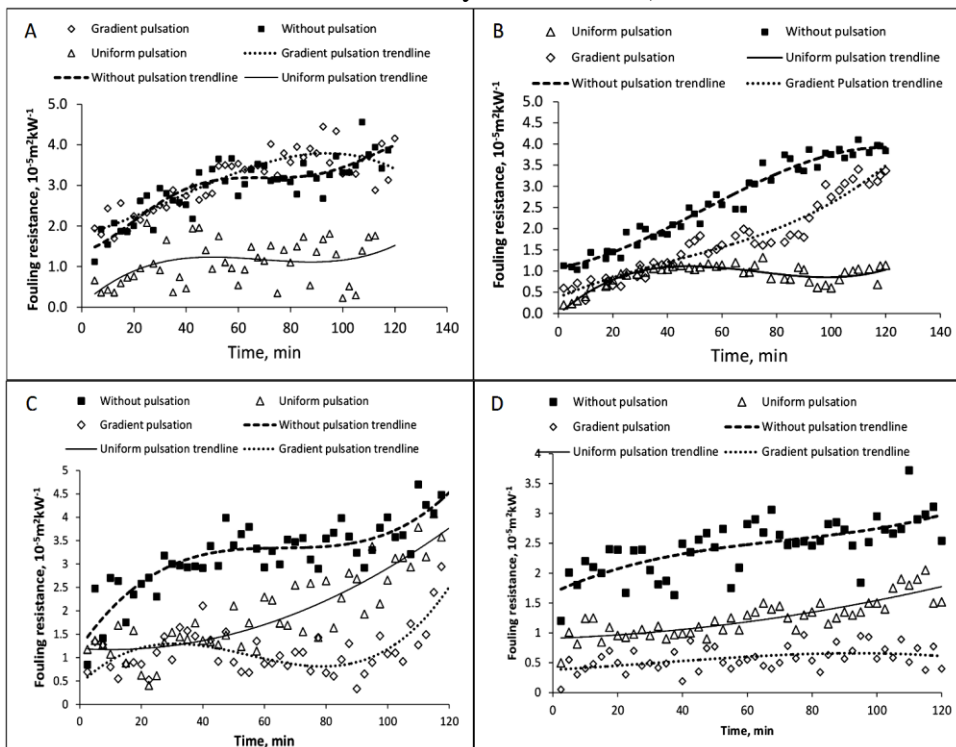 A
Gradient pulsation
Without pulsation
Uniform pulsation
Gradient pulsation trendline
Without pulsation trendline
Uniform pulsation trendline
Fouling resistance, 10⁻⁵m²kW⁻¹
5.0
4.0
3.0
2.0
1.0
0.0
0 20 40 60 80 100 120 140
Time, min
B
Uniform pulsation
Without pulsation
Gradient pulsation
Uniform pulsation trendline
Without pulsation trendline
Gradient Pulsation trendline
Fouling resistance, 10⁻⁵m²kW⁻¹
5.0
4.5
4.0
3.5
3.0
2.5
2.0
1.5
1.0
0.5
0.0
0 20 40 60 80 100 120 140
Time, min
C
Without pulsation
Uniform pulsation
Gradient pulsation
Without pulsation trendline
Uniform pulsation trendline
Gradient pulsation trendline
Fouling resistance, 10⁻⁵m²kW⁻¹
5
4.5
4
3.5
3
2.5
2
1.5
1
0.5
0
0 20 40 60 80 100 120
Time, min
D
Without pulsation
Uniform pulsation
Gradient pulsation
Without pulsation trendline
Uniform pulsation trendline
Gradient pulsation trendline
Fouling resistance, 10⁻⁵m²kW⁻¹
4
3.5
3
2.5
2
1.5
1
0.5
0
0 20 40 60 80 100 120
Time, min